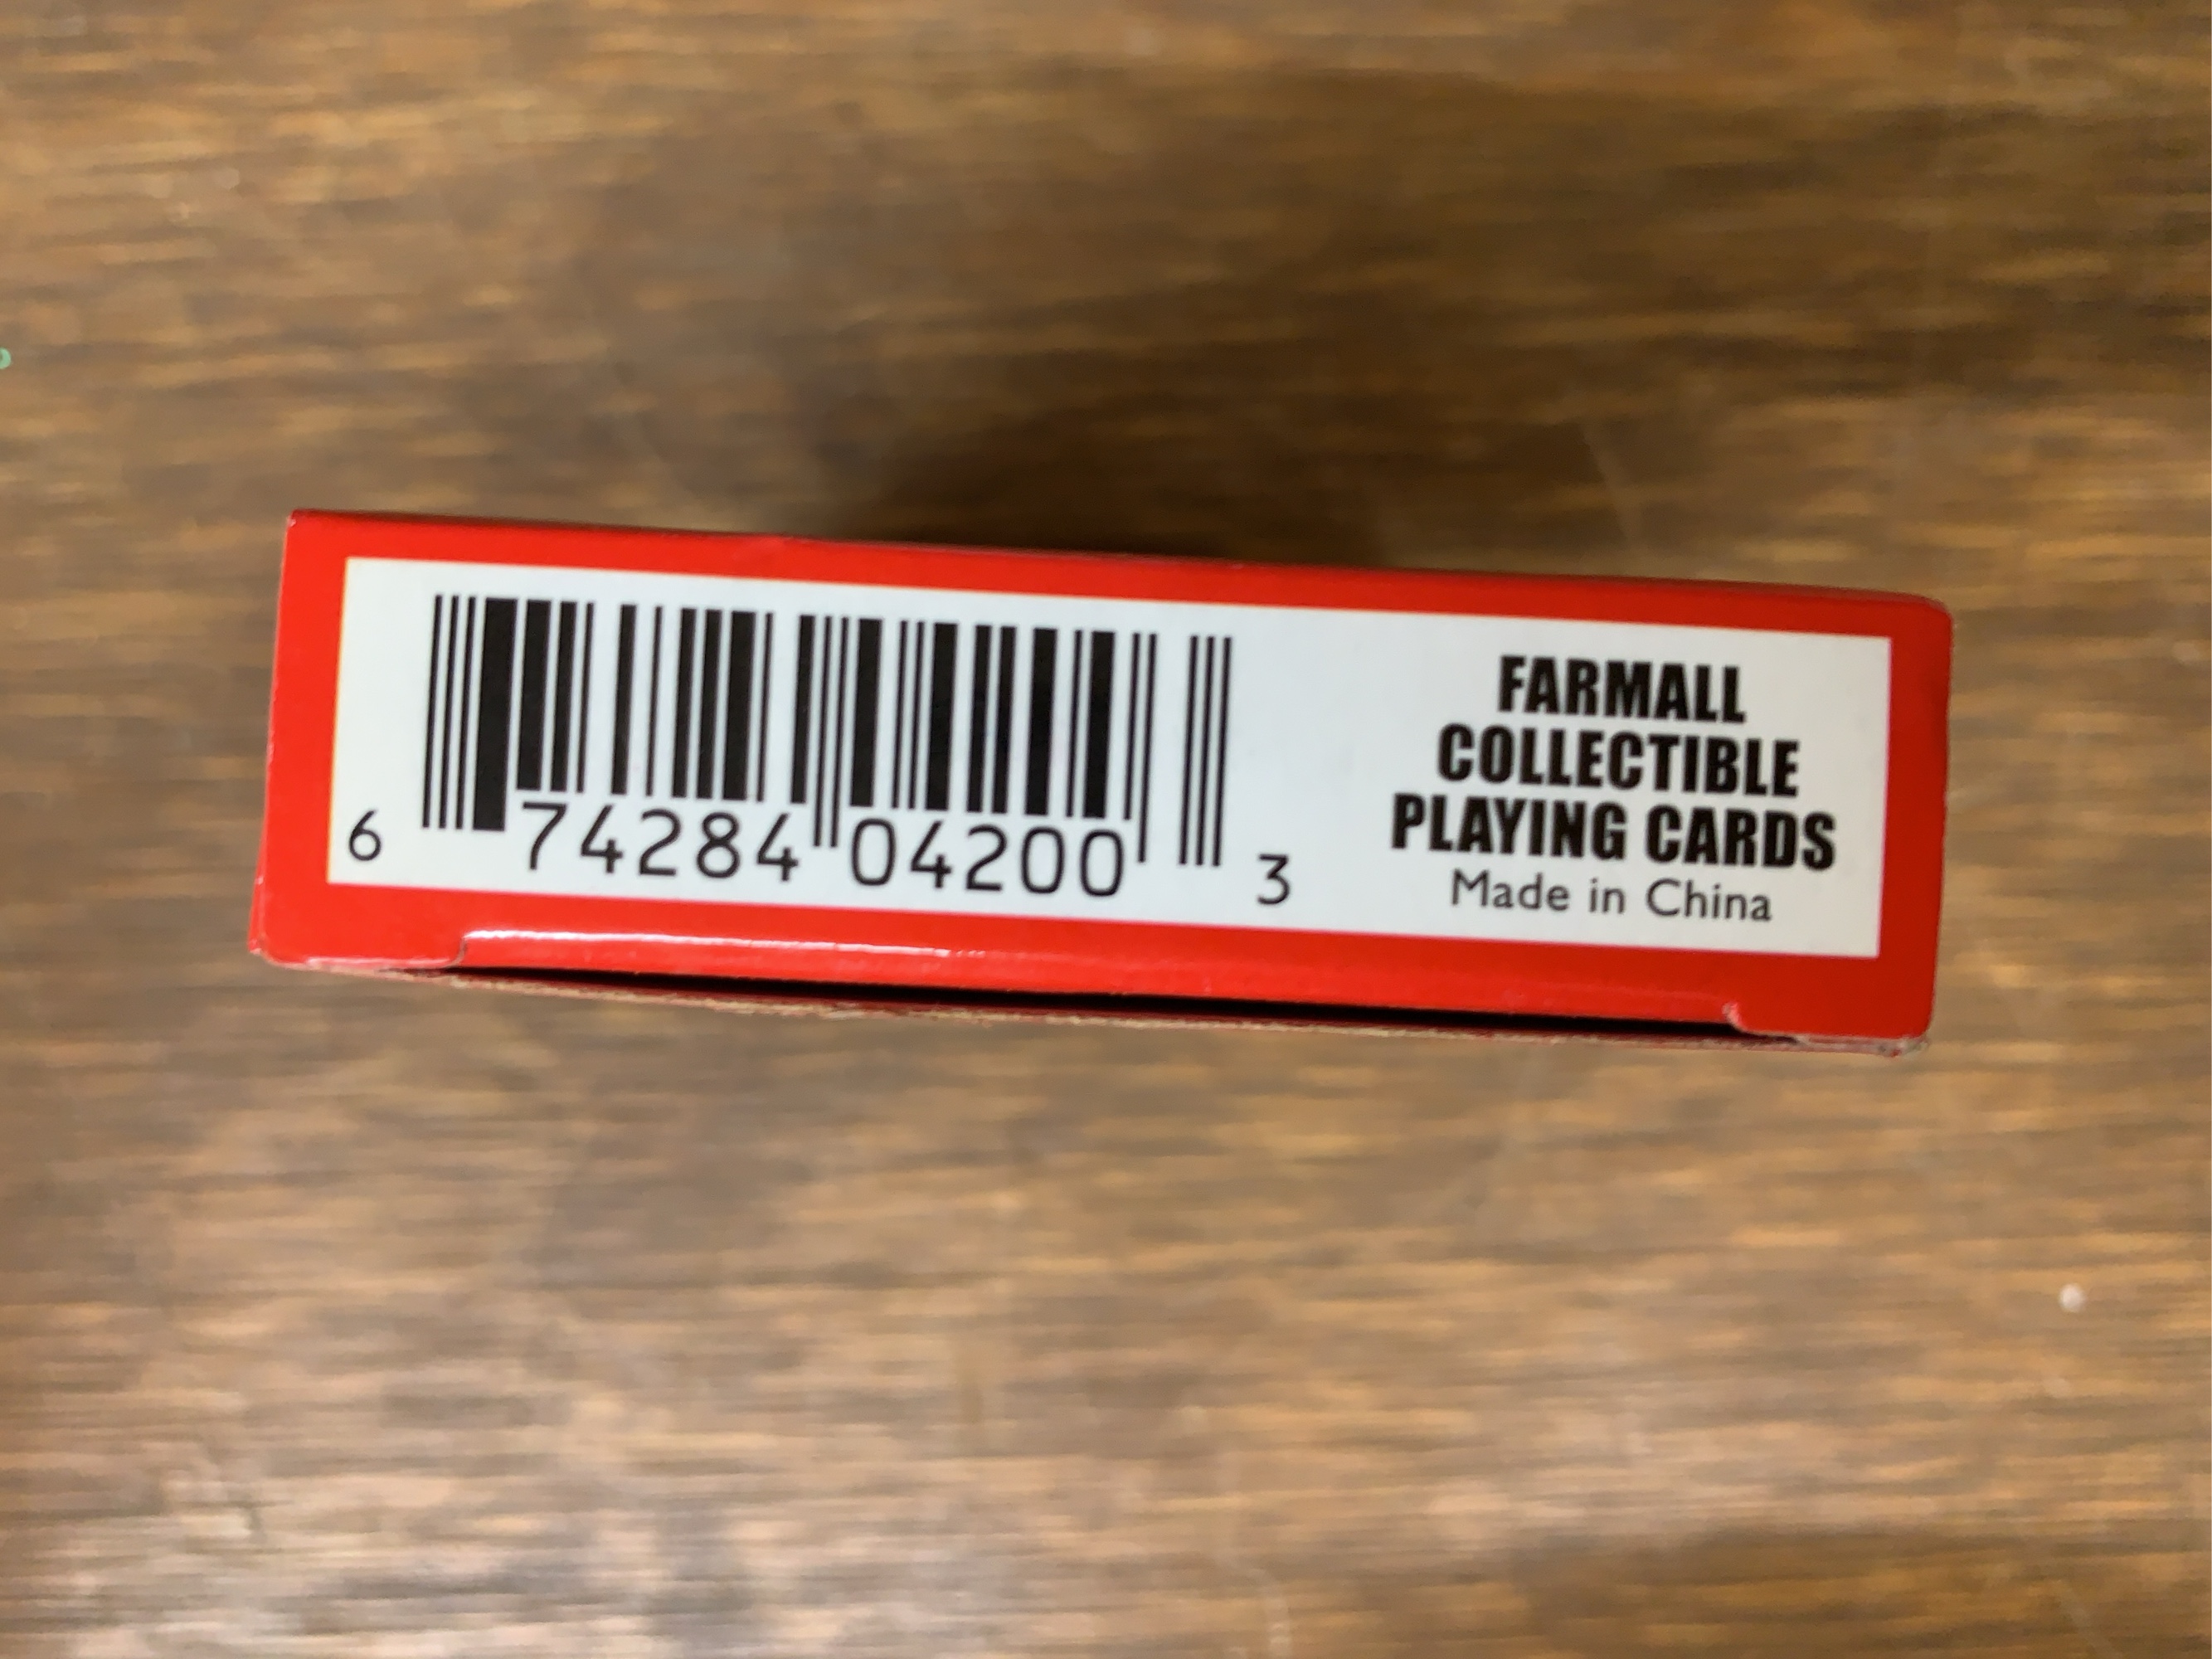 FARMALL
COLLECTIBLE
PLAYING CARDS
Made in China
6 74284 04200 3